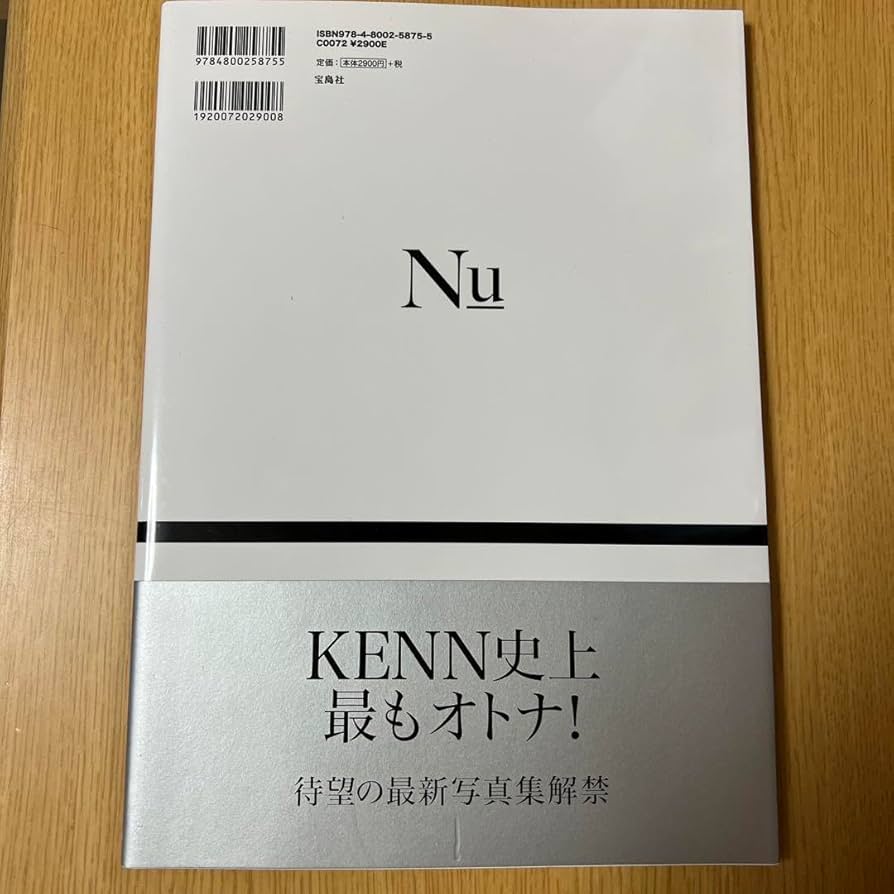 ISBN978-4-8002-5875-5
C0072 ¥2900E
9784800258755
定価：本体2900円+税
宝島社
1920072029008
Nu
KENN史上
最もオトナ!
待望の最新写真集解禁